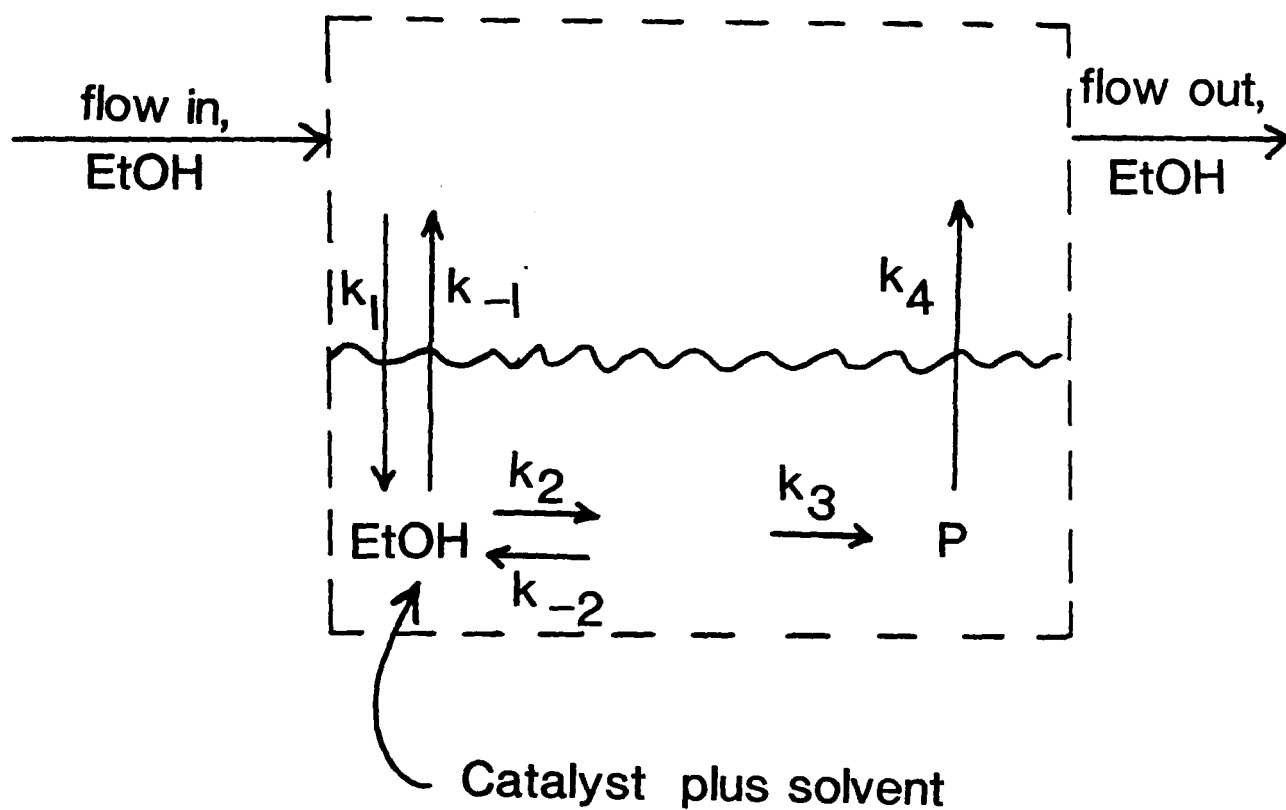 flow in,
EtOH
flow out,
EtOH
k1
k-1
k4
EtOH
k2
k-2
k3
P
Catalyst plus solvent